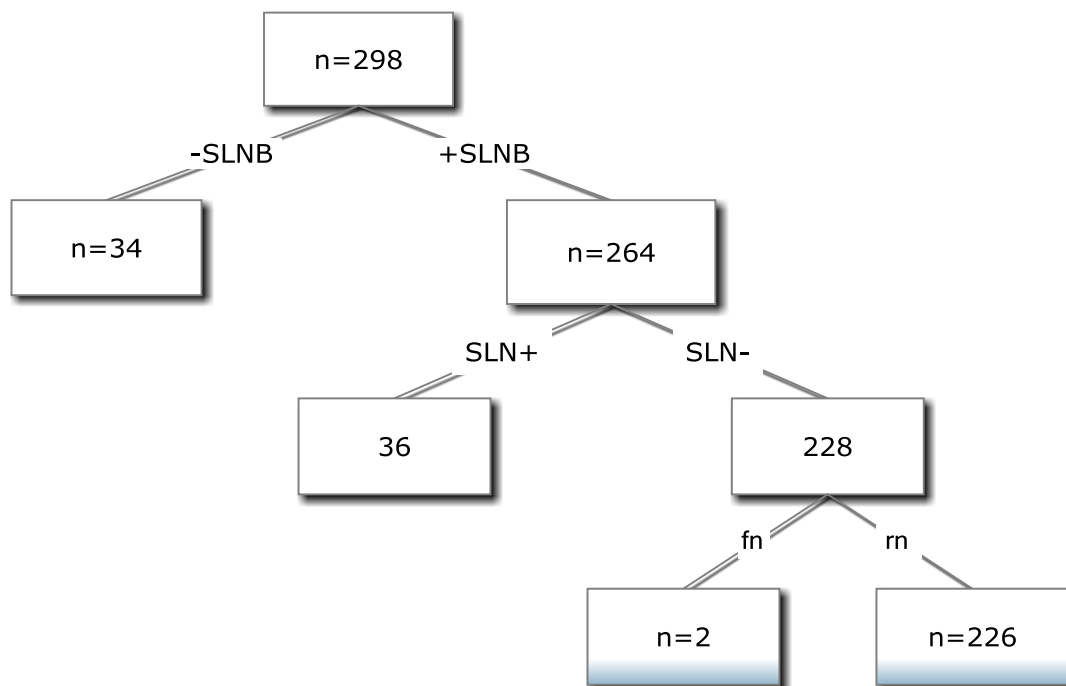 n=298
-SLNB
+SLNB
n=34
n=264
SLN+
SLN-
36
228
fn
rn
n=2
n=226